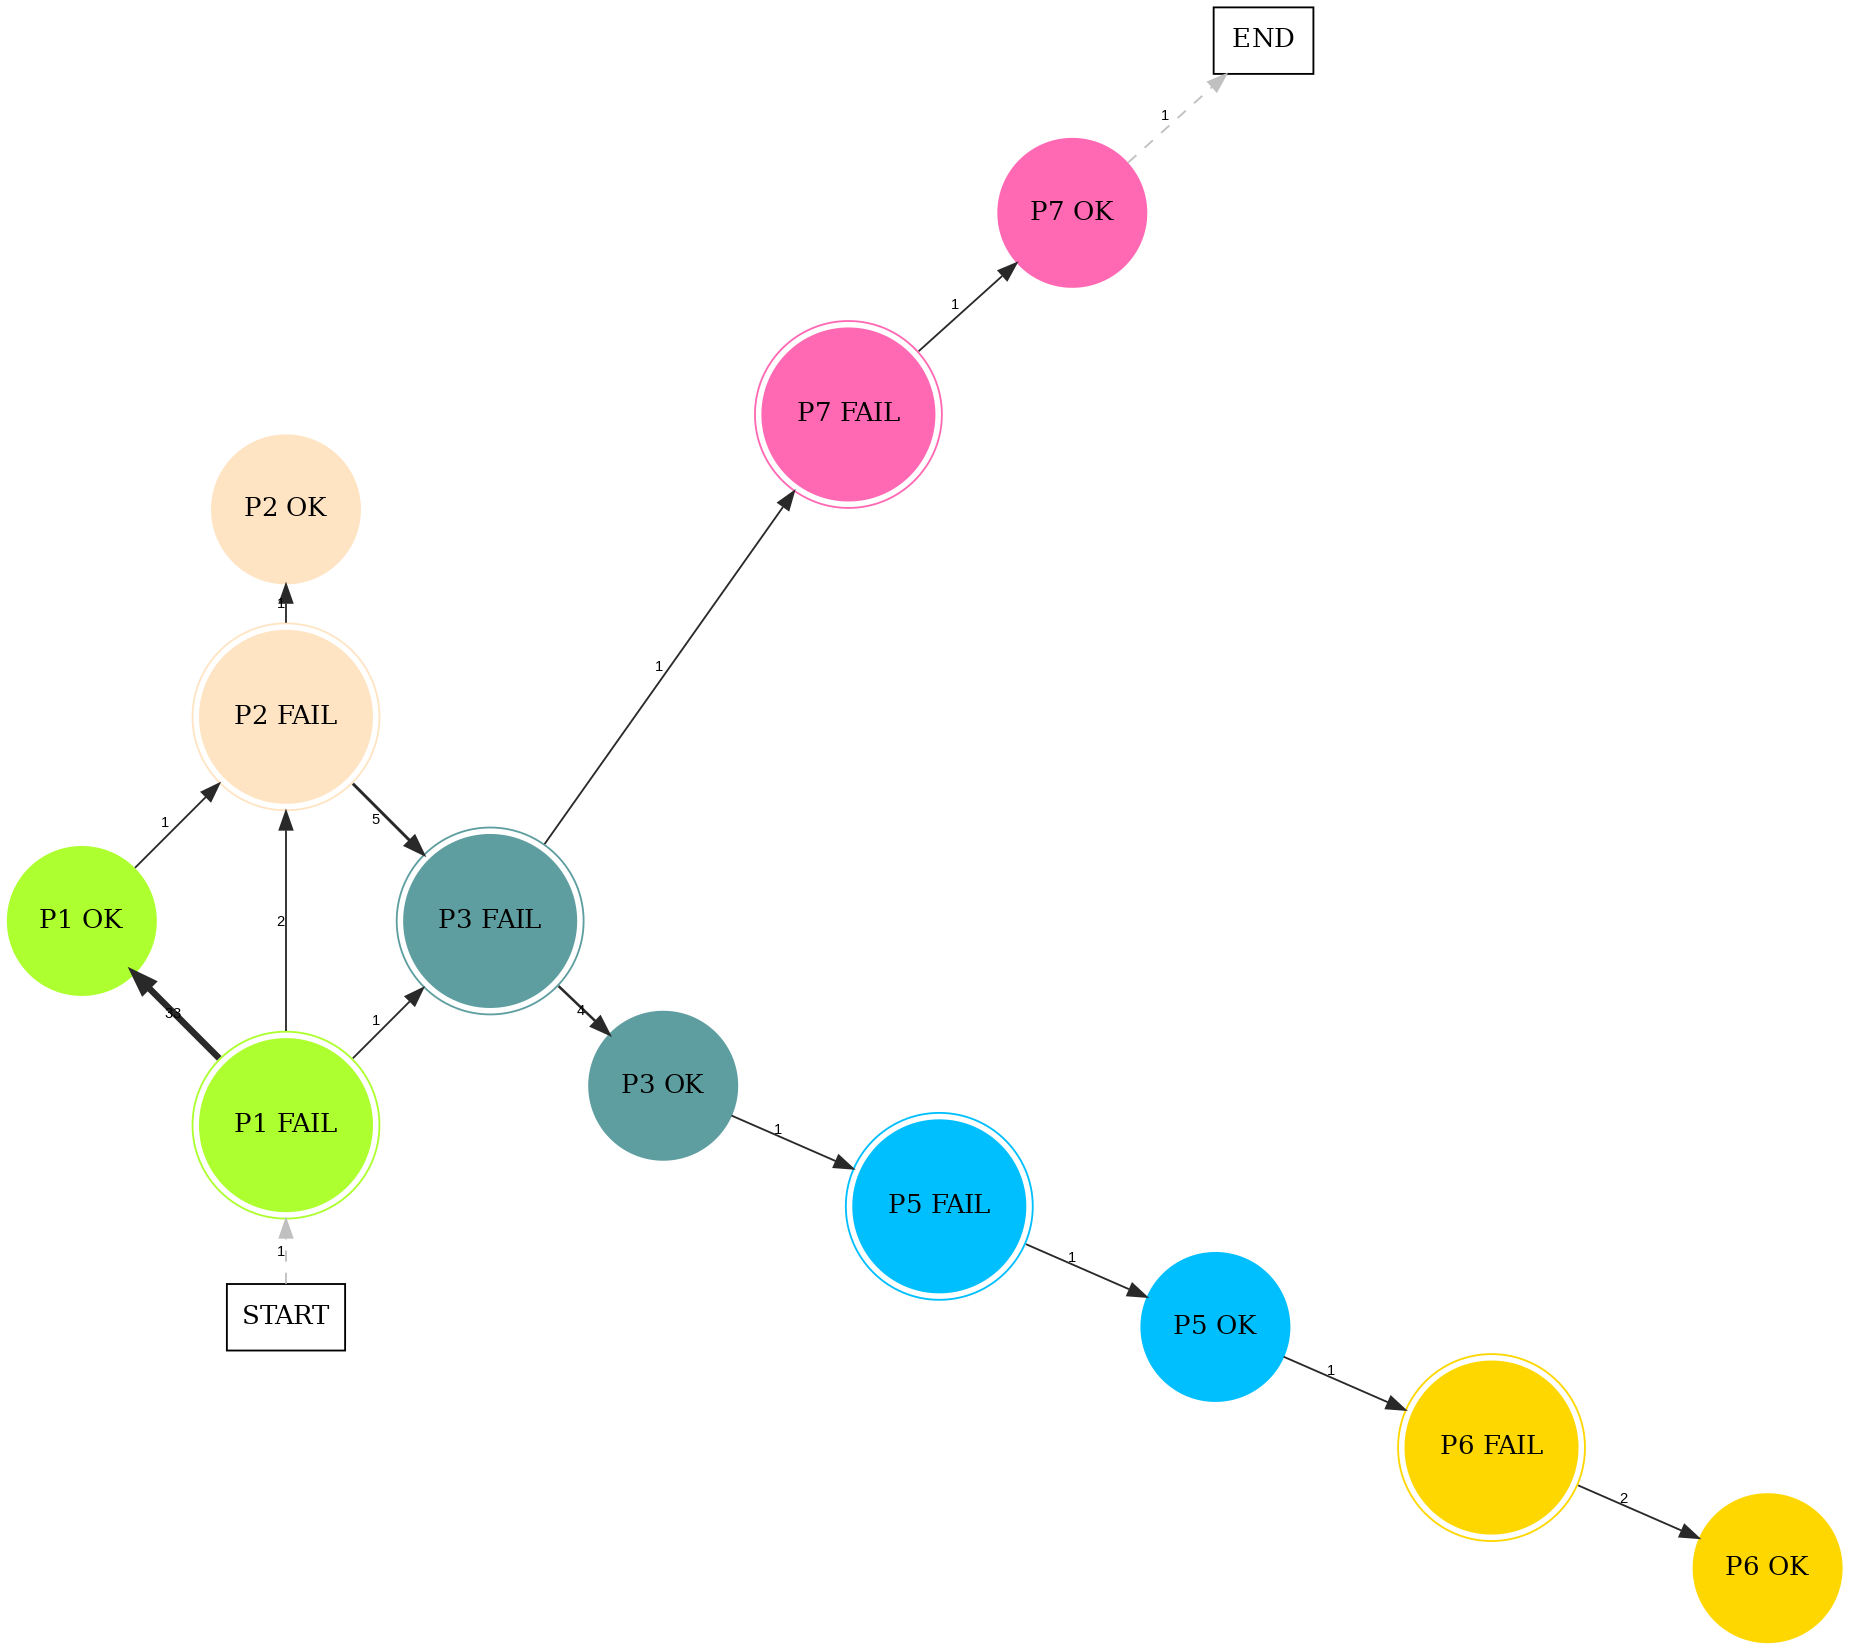 END
1
P7 OK
1
P7 FAIL
P2 OK
1
1
P2 FAIL
1
5
P1 OK
2
P3 FAIL
33
1
4
P3 OK
P1 FAIL
1
P5 FAIL
1
1
START
P5 OK
1
P6 FAIL
2
P6 OK